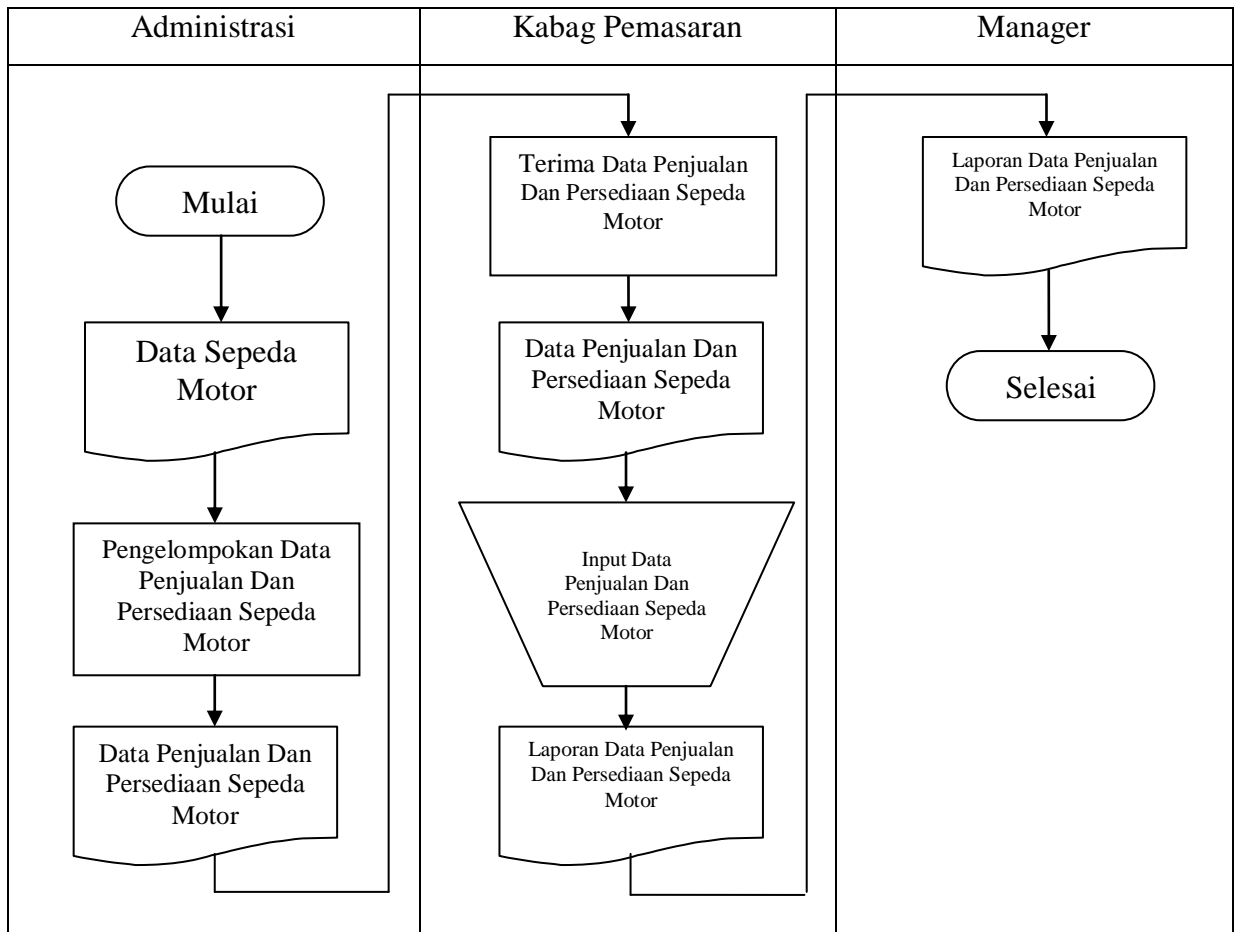 Administrasi
Kabag Pemasaran
Manager
Mulai
Data Sepeda
Motor
Pengelompokan Data
Penjualan Dan
Persediaan Sepeda
Motor
Data Penjualan Dan
Persediaan Sepeda
Motor
Terima Data Penjualan
Dan Persediaan Sepeda
Motor
Data Penjualan Dan
Persediaan Sepeda
Motor
Input Data
Penjualan Dan
Persediaan Sepeda
Motor
Laporan Data Penjualan
Dan Persediaan Sepeda
Motor
Laporan Data Penjualan
Dan Persediaan Sepeda
Motor
Selesai